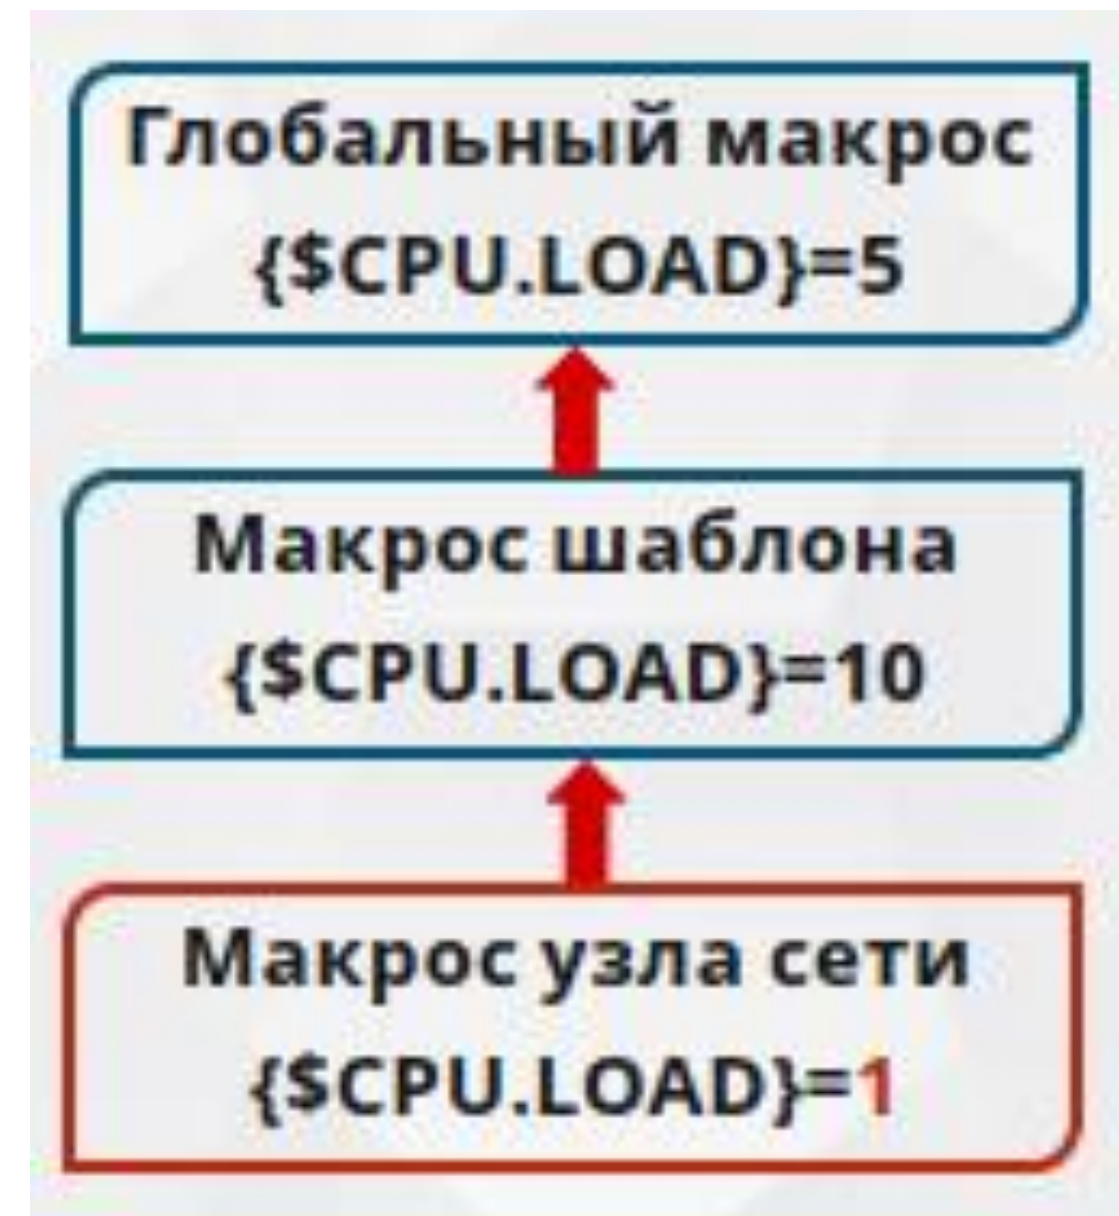 Глобальный макрос
{$CPU.LOAD}=5
Макрос шаблона
{$CPU.LOAD}=10
Макрос узла сети
{$CPU.LOAD}=1